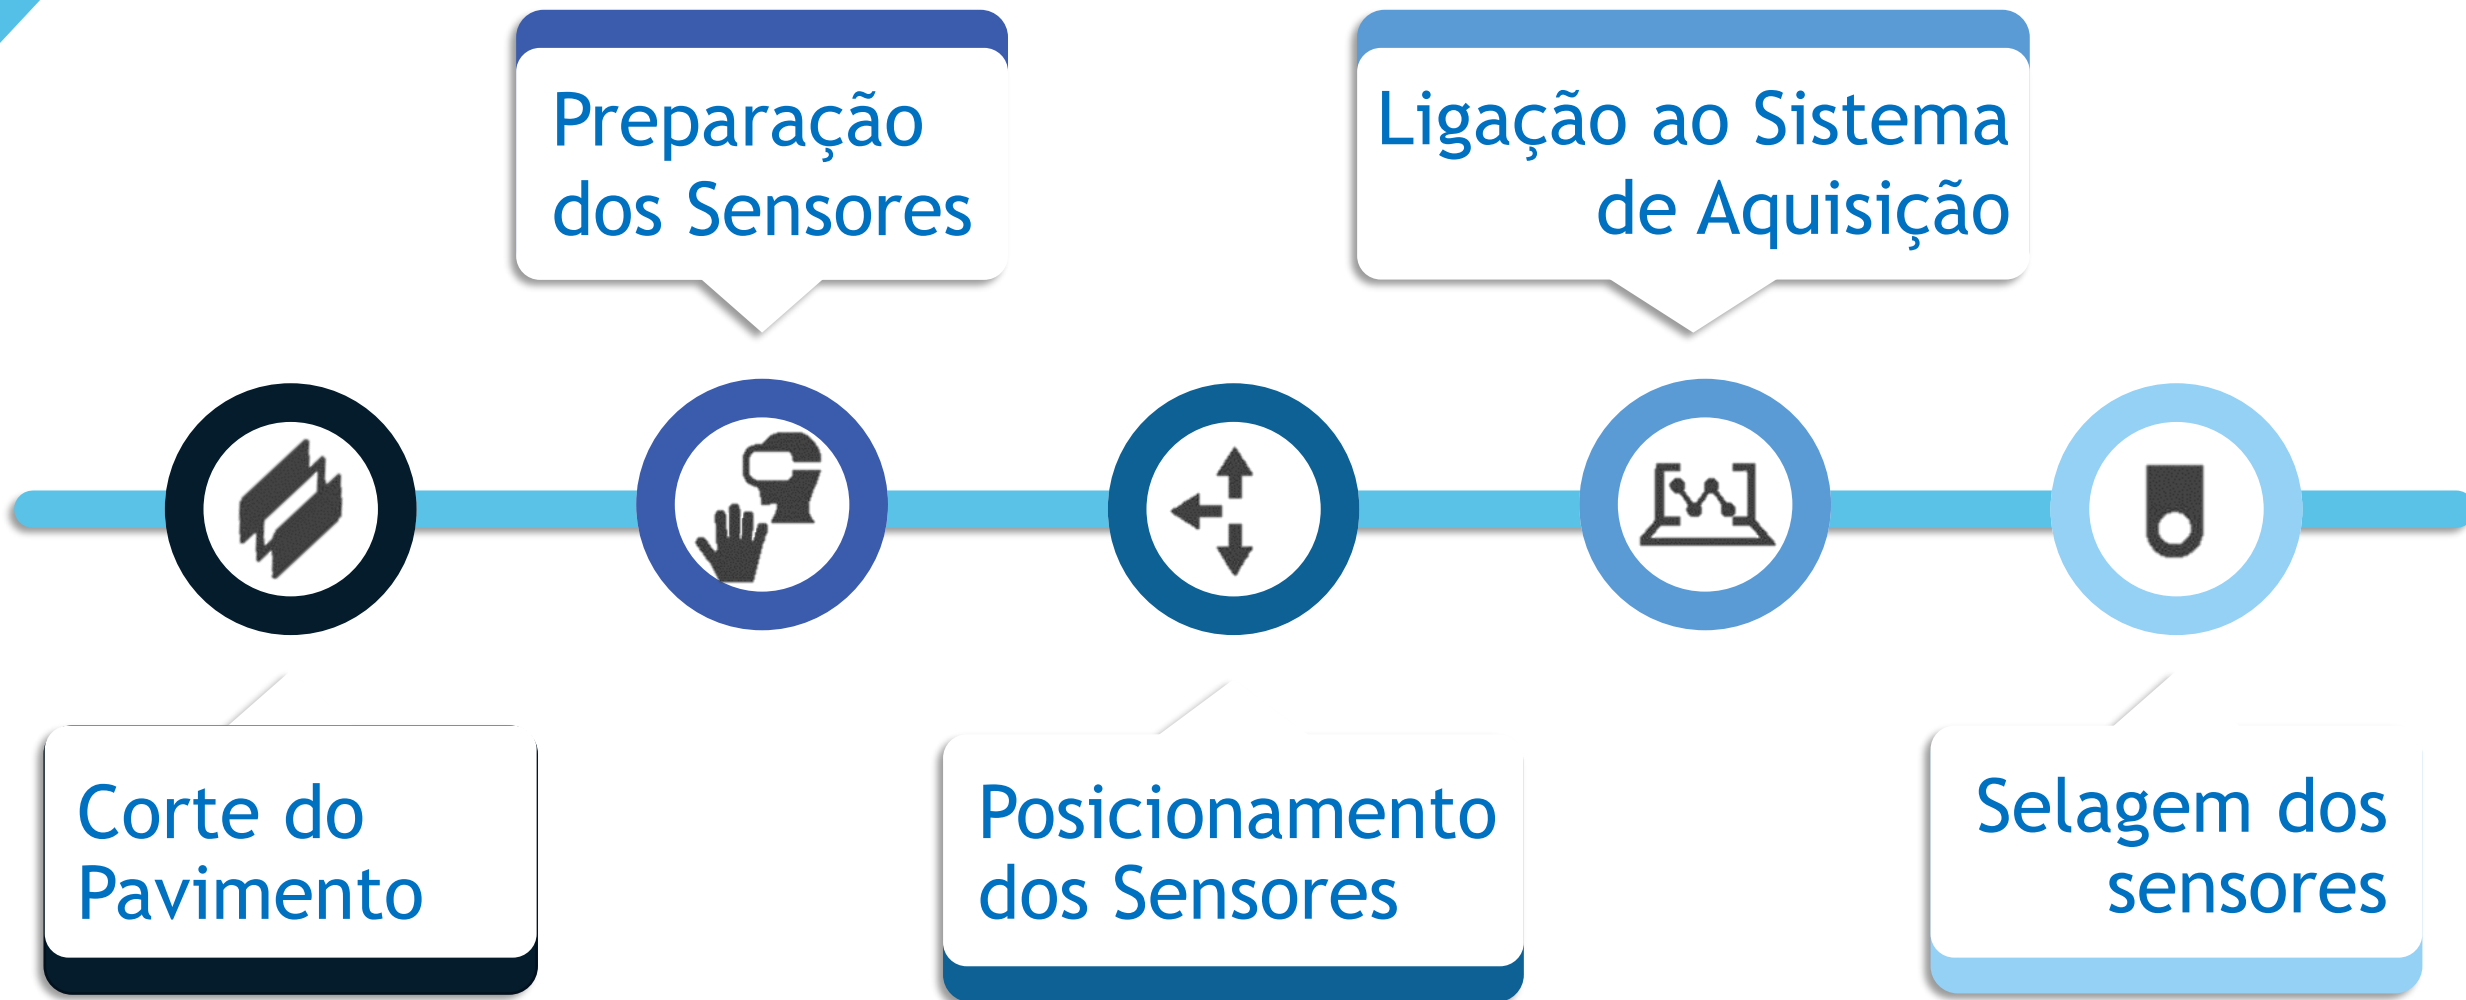 Preparação
dos Sensores
Ligação ao Sistema
de Aquisição
Corte do
Pavimento
Posicionamento
dos Sensores
Selagem dos
sensores